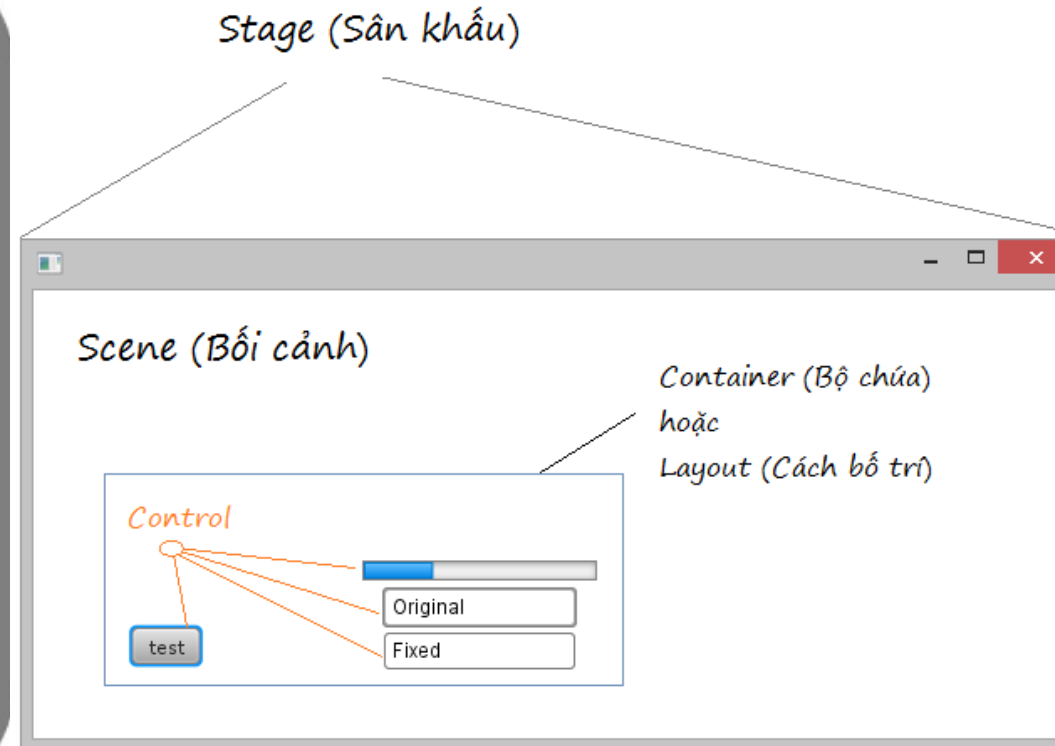 Stage (Sân khấu)
Scene (Bối cảnh)
Container (Bộ chứa)
hoặc
Layout (Cách bố trí)
Control
Original
Fixed
test